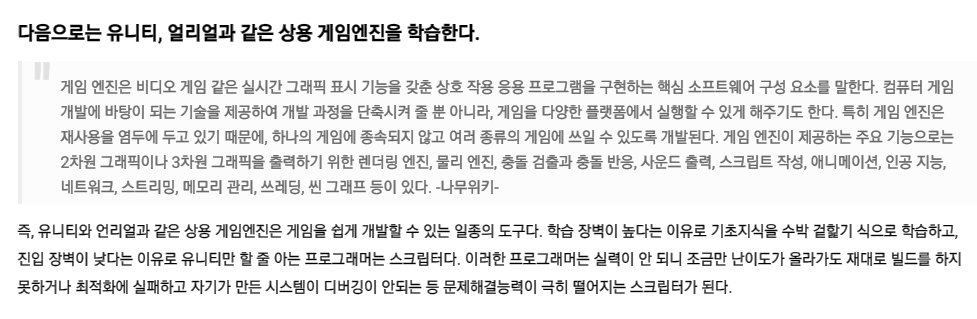 다음으로는 유니티, 얼리얼과 같은 상용 게임엔진을 학습한다.
게임 엔진은 비디오 게임 같은 실시간 그래픽 표시 기능을 갖춘 상호 작용 응용 프로그램을 구현하는 핵심 소프트웨어 구성 요소를 말한다. 컴퓨터 게임
개발에 바탕이 되는 기술을 제공하여 개발 과정을 단축시켜 줄 뿐 아니라, 게임을 다양한 플랫폼에서 실행할 수 있게 해주기도 한다. 특히 게임 엔진은
재사용을 염두에 두고 있기 때문에, 하나의 게임에 종속되지 않고 여러 종류의 게임에 쓰일 수 있도록 개발된다. 게임 엔진이 제공하는 주요 기능으로는
2차원 그래픽이나 3차원 그래픽을 출력하기 위한 렌더링 엔진, 물리 엔진, 충돌 검출과 충돌 반응, 사운드 출력, 스크립트 작성, 애니메이션, 인공 지능,
네트워크, 스트리밍, 메모리 관리, 쓰레딩, 씬 그래프 등이 있다. -나무위키-
즉, 유니티와 언리얼과 같은 상용 게임엔진은 게임을 쉽게 개발할 수 있는 일종의 도구다. 학습 장벽이 높다는 이유로 기초지식을 수박 겉핥기 식으로 학습하고,
진입 장벽이 낮다는 이유로 유니티만 할 줄 아는 프로그래머는 스크립터다. 이러한 프로그래머는 실력이 안 되니 조금만 난이도가 올라가도 재대로 빌드를 하지
못하거나 최적화에 실패하고 자기가 만든 시스템이 디버깅이 안되는 등 문제해결능력이 극히 떨어지는 스크립터가 된다.